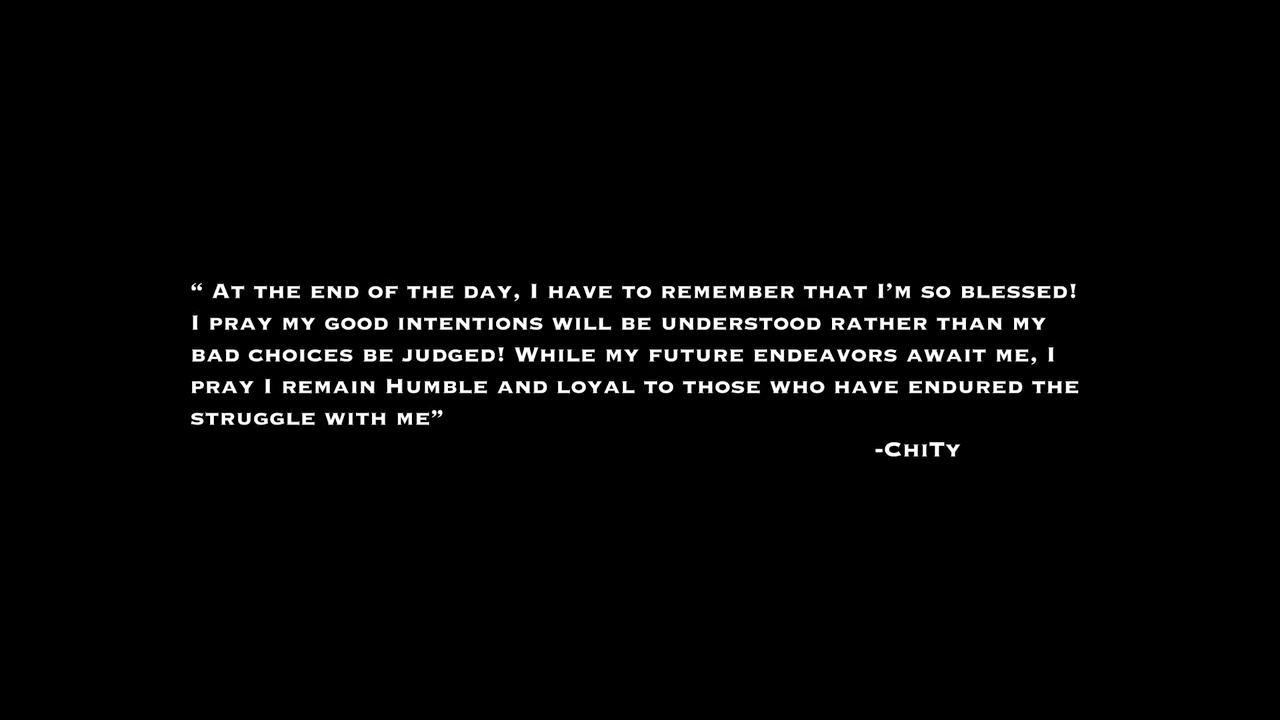 “ At the end of the day, I have to remember that I’m so blessed!
I pray my good intentions will be understood rather than my
bad choices be judged! While my future endeavors await me, I
pray I remain Humble and loyal to those who have endured the
struggle with me”
-ChiTy